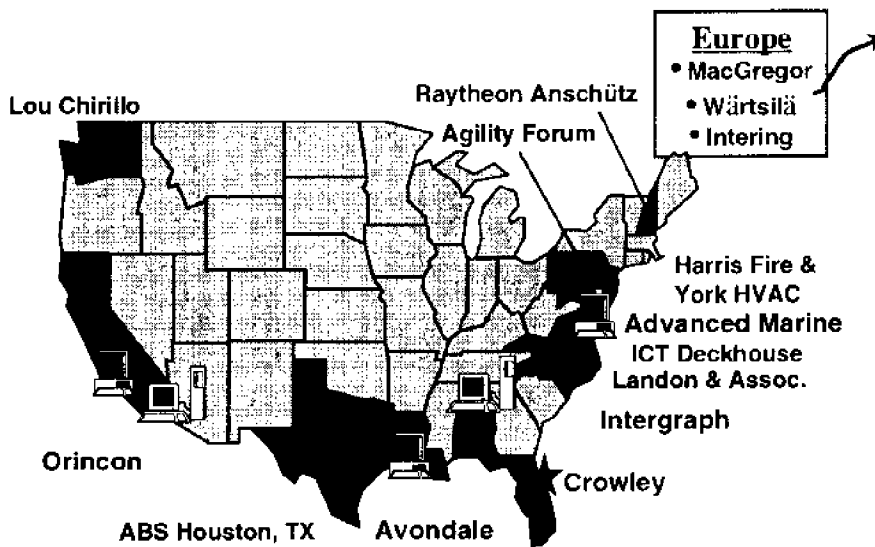 Europe
• MacGregor
• Wärtsilä
• Intering
Lou Chirillo
Raytheon Anschütz
Agility Forum
Harris Fire &
York HVAC
Advanced Marine
ICT Deckhouse
Landon & Assoc.
Intergraph
Orincon
Crowley
ABS Houston, TX
Avondale